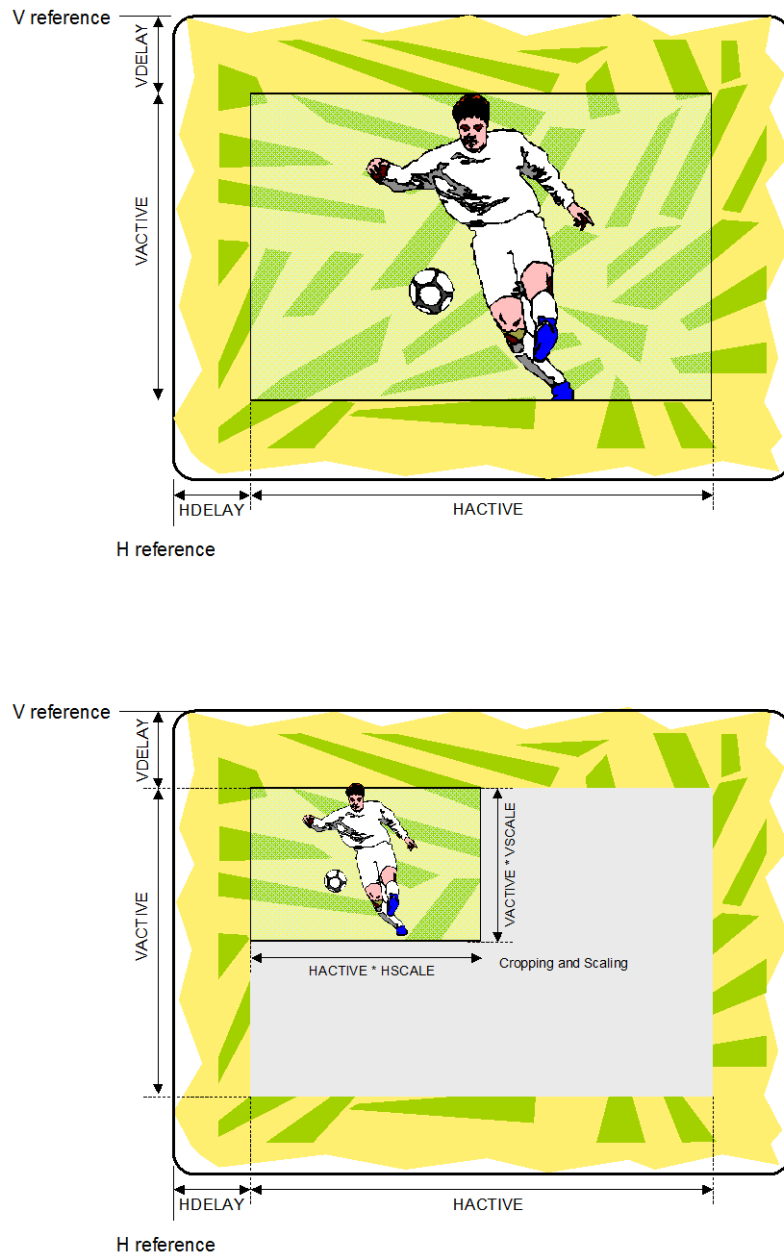 V reference
VDELAY
VACTIVE
HDELAY
HACTIVE
H reference
V reference
VDELAY
VACTIVE
VACTIVE * VSCALE
HACTIVE * HSCALE
Cropping and Scaling
HDELAY
HACTIVE
H reference